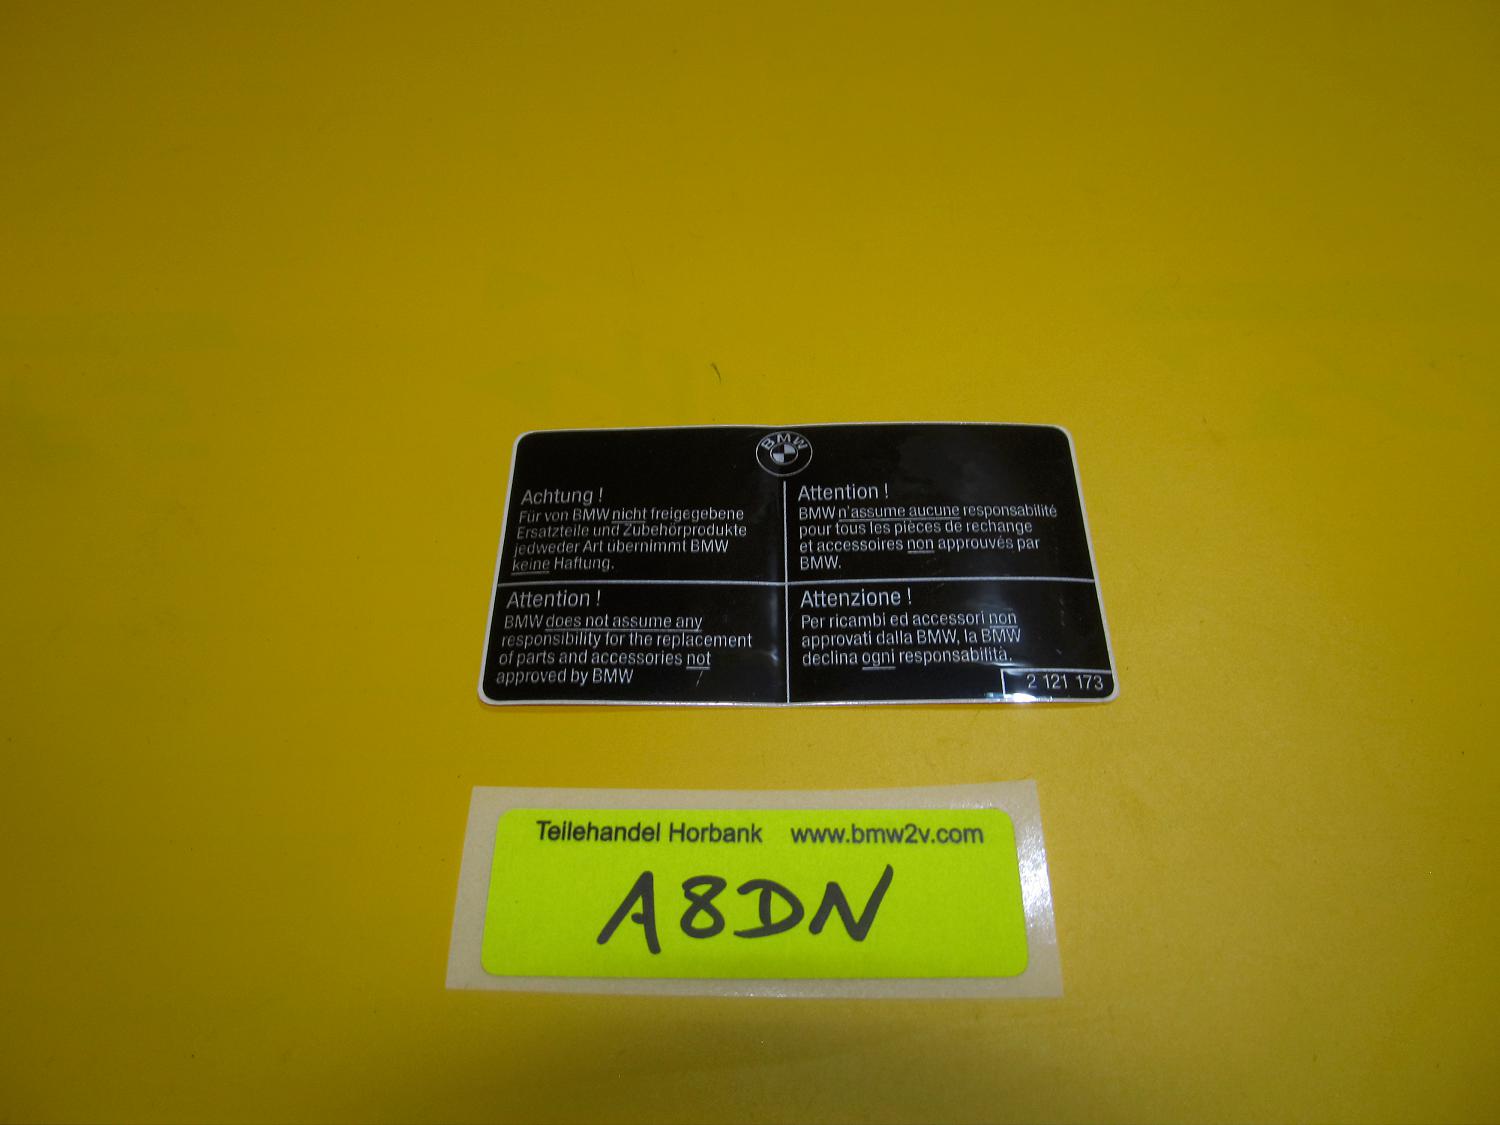 BMW
Achtung !
Für von BMW nicht freigegebene
Ersatzteile und Zubehörprodukte
jedweder Art übernimmt BMW
keine Haftung.
Attention !
BMW n'assume aucune responsabilité
pour tous les pièces de rechange
et accessoires non approuvés par
BMW.
Attention !
BMW does not assume any
responsibility for the replacement
of parts and accessories not
approved by BMW
Attenzione !
Per ricambi ed accessori non
approvati dalla BMW, la BMW
declina ogni responsabilità.
2 121 173
Teilehandel Horbank www.bmw2v.com
A8DN